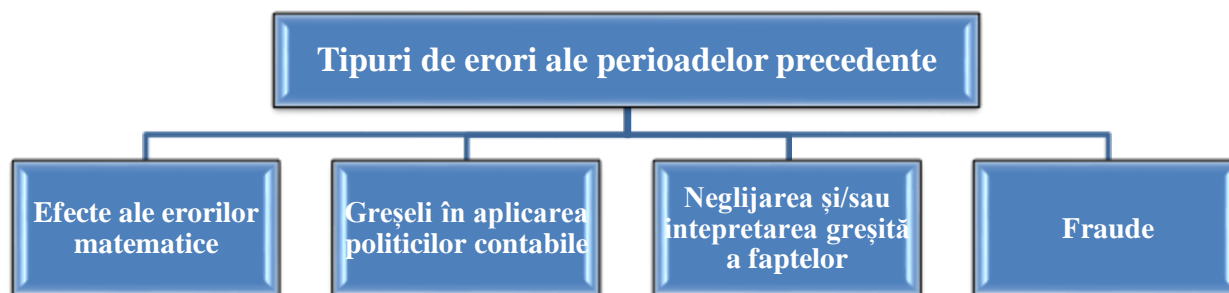 Tipuri de erori ale perioadelor precedente
Efecte ale erorilor
matematice
Greșeli în aplicarea
politicilor contabile
Neglijarea și/sau
intepretarea greșită
a faptelor
Fraude